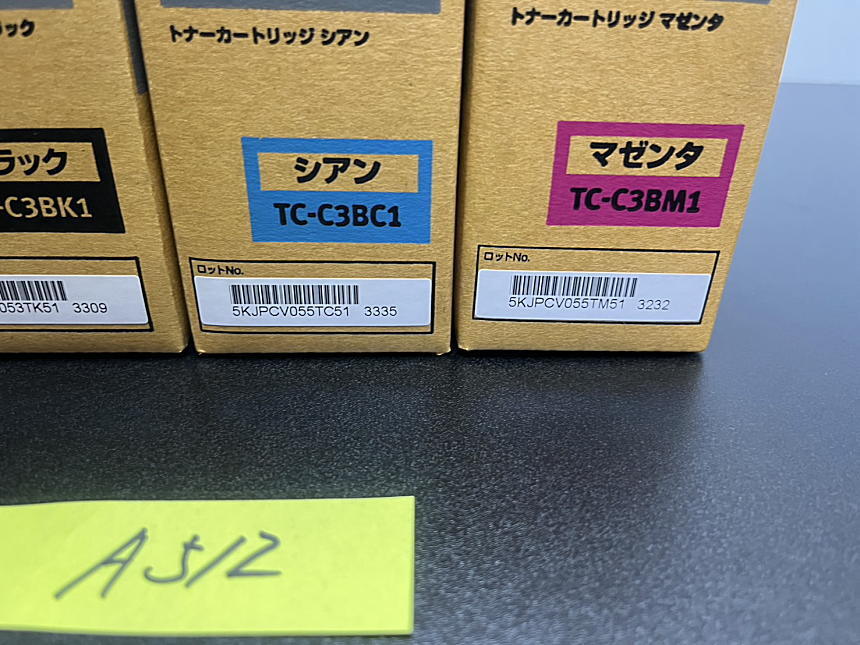 ック
ラック
-C3BK1
053TK51 3309
トナーカートリッジ シアン
シアン
TC-C3BC1
ロットNo.
5KJPCV055TC51 3335
トナーカートリッジ マゼンタ
マゼンタ
TC-C3BM1
ロットNo.
5KJPCV055TM51 3232
A512